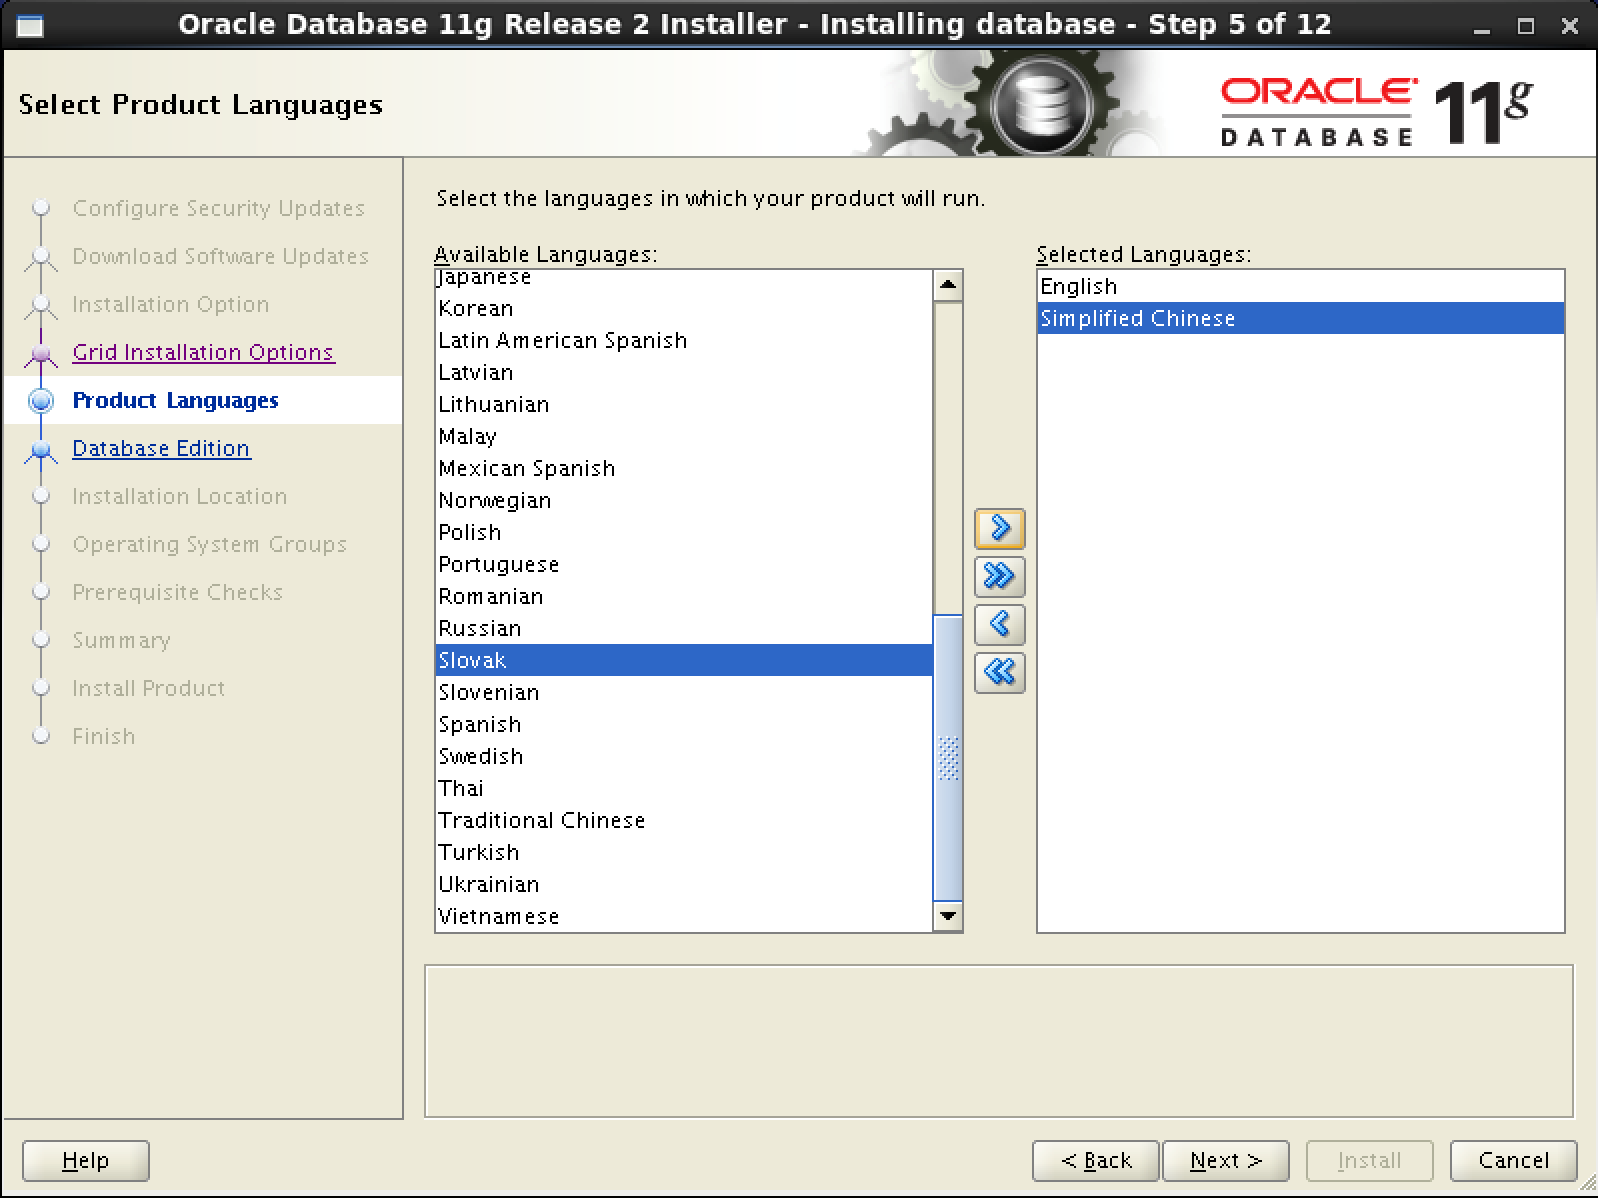 Oracle Database 11g Release 2 Installer - Installing database - Step 5 of 12
Select Product Languages
ORACLE
DATABASE
11g
Configure Security Updates
Download Software Updates
Installation Option
Grid Installation Options
Product Languages
Database Edition
Installation Location
Operating System Groups
Prerequisite Checks
Summary
Install Product
Finish
Select the languages in which your product will run.
Available Languages:
Japanese
Korean
Latin American Spanish
Latvian
Lithuanian
Malay
Mexican Spanish
Norwegian
Polish
Portuguese
Romanian
Russian
Slovak
Slovenian
Spanish
Swedish
Thai
Traditional Chinese
Turkish
Ukrainian
Vietnamese
Selected Languages:
English
Simplified Chinese
Help
< Back
Next >
Install
Cancel